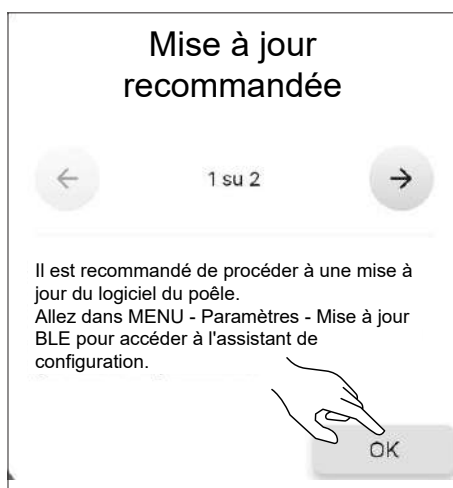 Mise à jour
recommandée
1 su 2
Il est recommandé de procéder à une mise à
jour du logiciel du poêle.
Allez dans MENU - Paramètres - Mise à jour
BLE pour accéder à l'assistant de
configuration.
OK